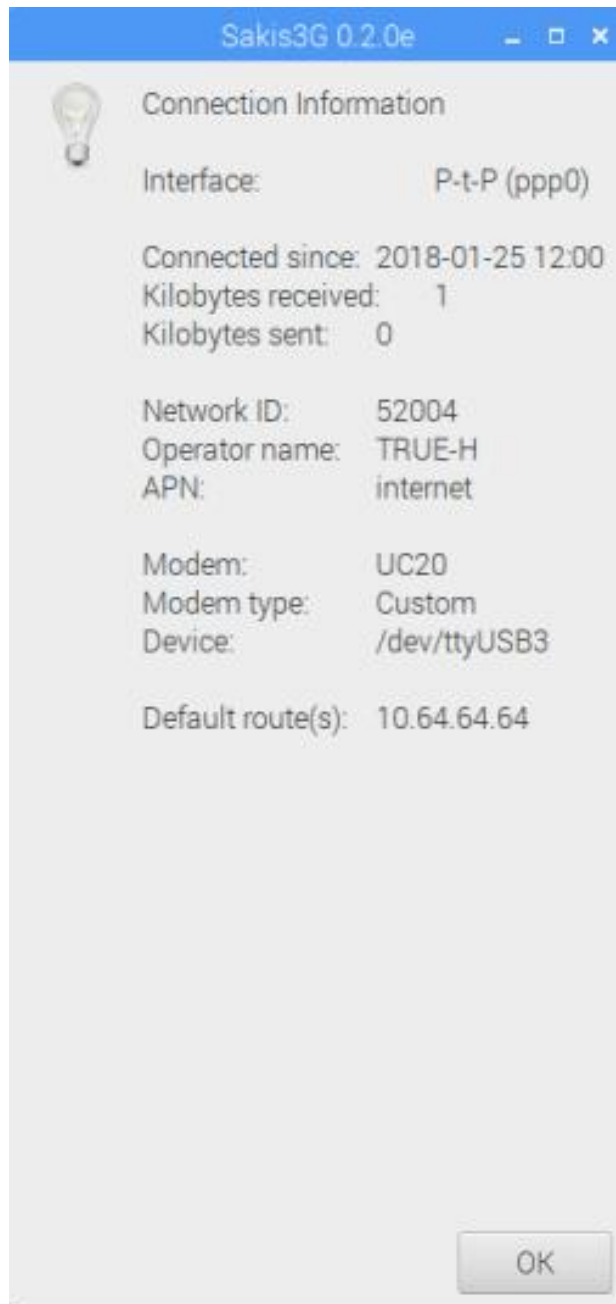 Sakis3G 0.2.0e
Connection Information
Interface: P-t-P (ppp0)
Connected since: 2018-01-25 12:00
Kilobytes received: 1
Kilobytes sent: 0
Network ID: 52004
Operator name: TRUE-H
APN: internet
Modem: UC20
Modem type: Custom
Device: /dev/ttyUSB3
Default route(s): 10.64.64.64
OK